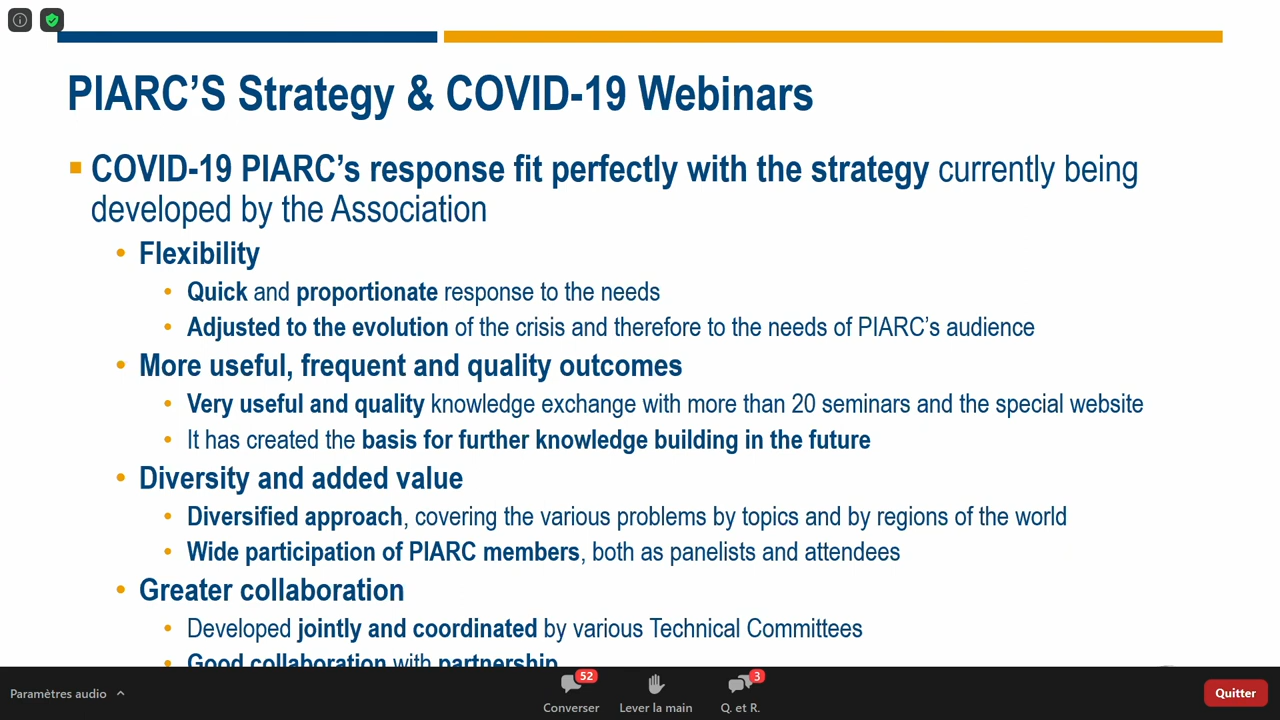 PIARC'S Strategy & COVID-19 Webinars
COVID-19 PIARC's response fit perfectly with the strategy currently being
developed by the Association
Flexibility
Quick and proportionate response to the needs
Adjusted to the evolution of the crisis and therefore to the needs of PIARC's audience
More useful, frequent and quality outcomes
Very useful and quality knowledge exchange with more than 20 seminars and the special website
It has created the basis for further knowledge building in the future
Diversity and added value
Diversified approach, covering the various problems by topics and by regions of the world
Wide participation of PIARC members, both as panelists and attendees
Greater collaboration
Developed jointly and coordinated by various Technical Committees
Good collaboration with partnership
52
3
Paramètres audio
Converser
Lever la main
Q. et R.
Quitter